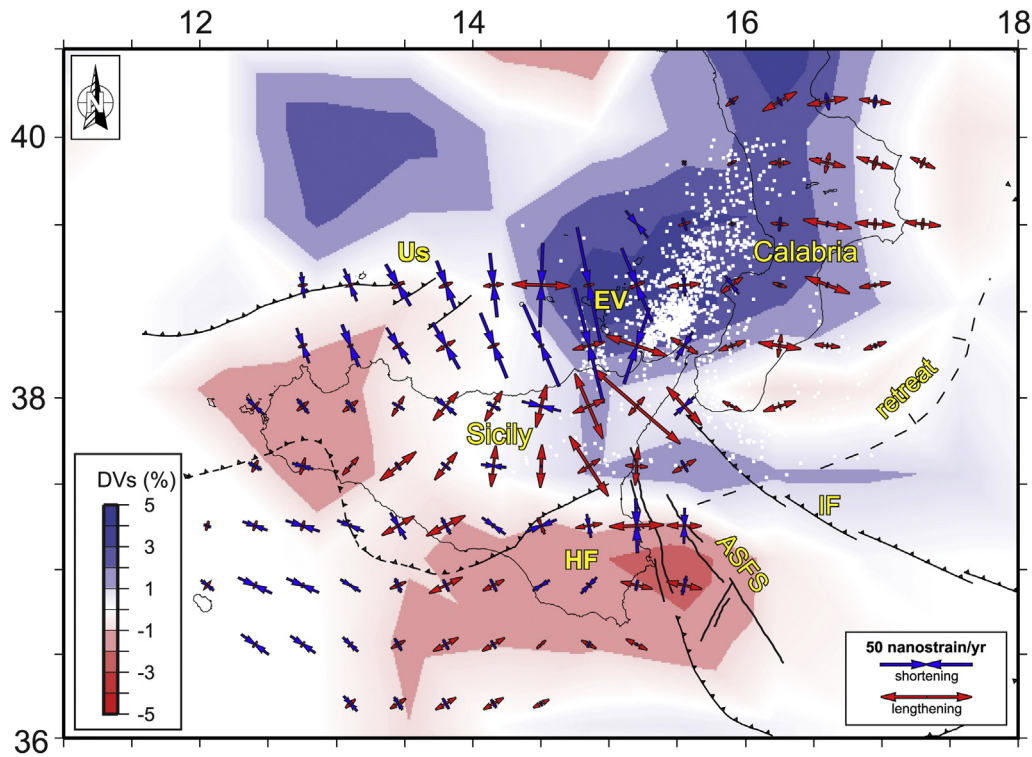 12 14 16 18
N
40
Us
Calabria
EV
38
retreat
Sicily
DVs (%)
5
3
1
-1
-3
-5
IF
HF
ASFS
50 nanostrain/yr
shortening
lengthening
36